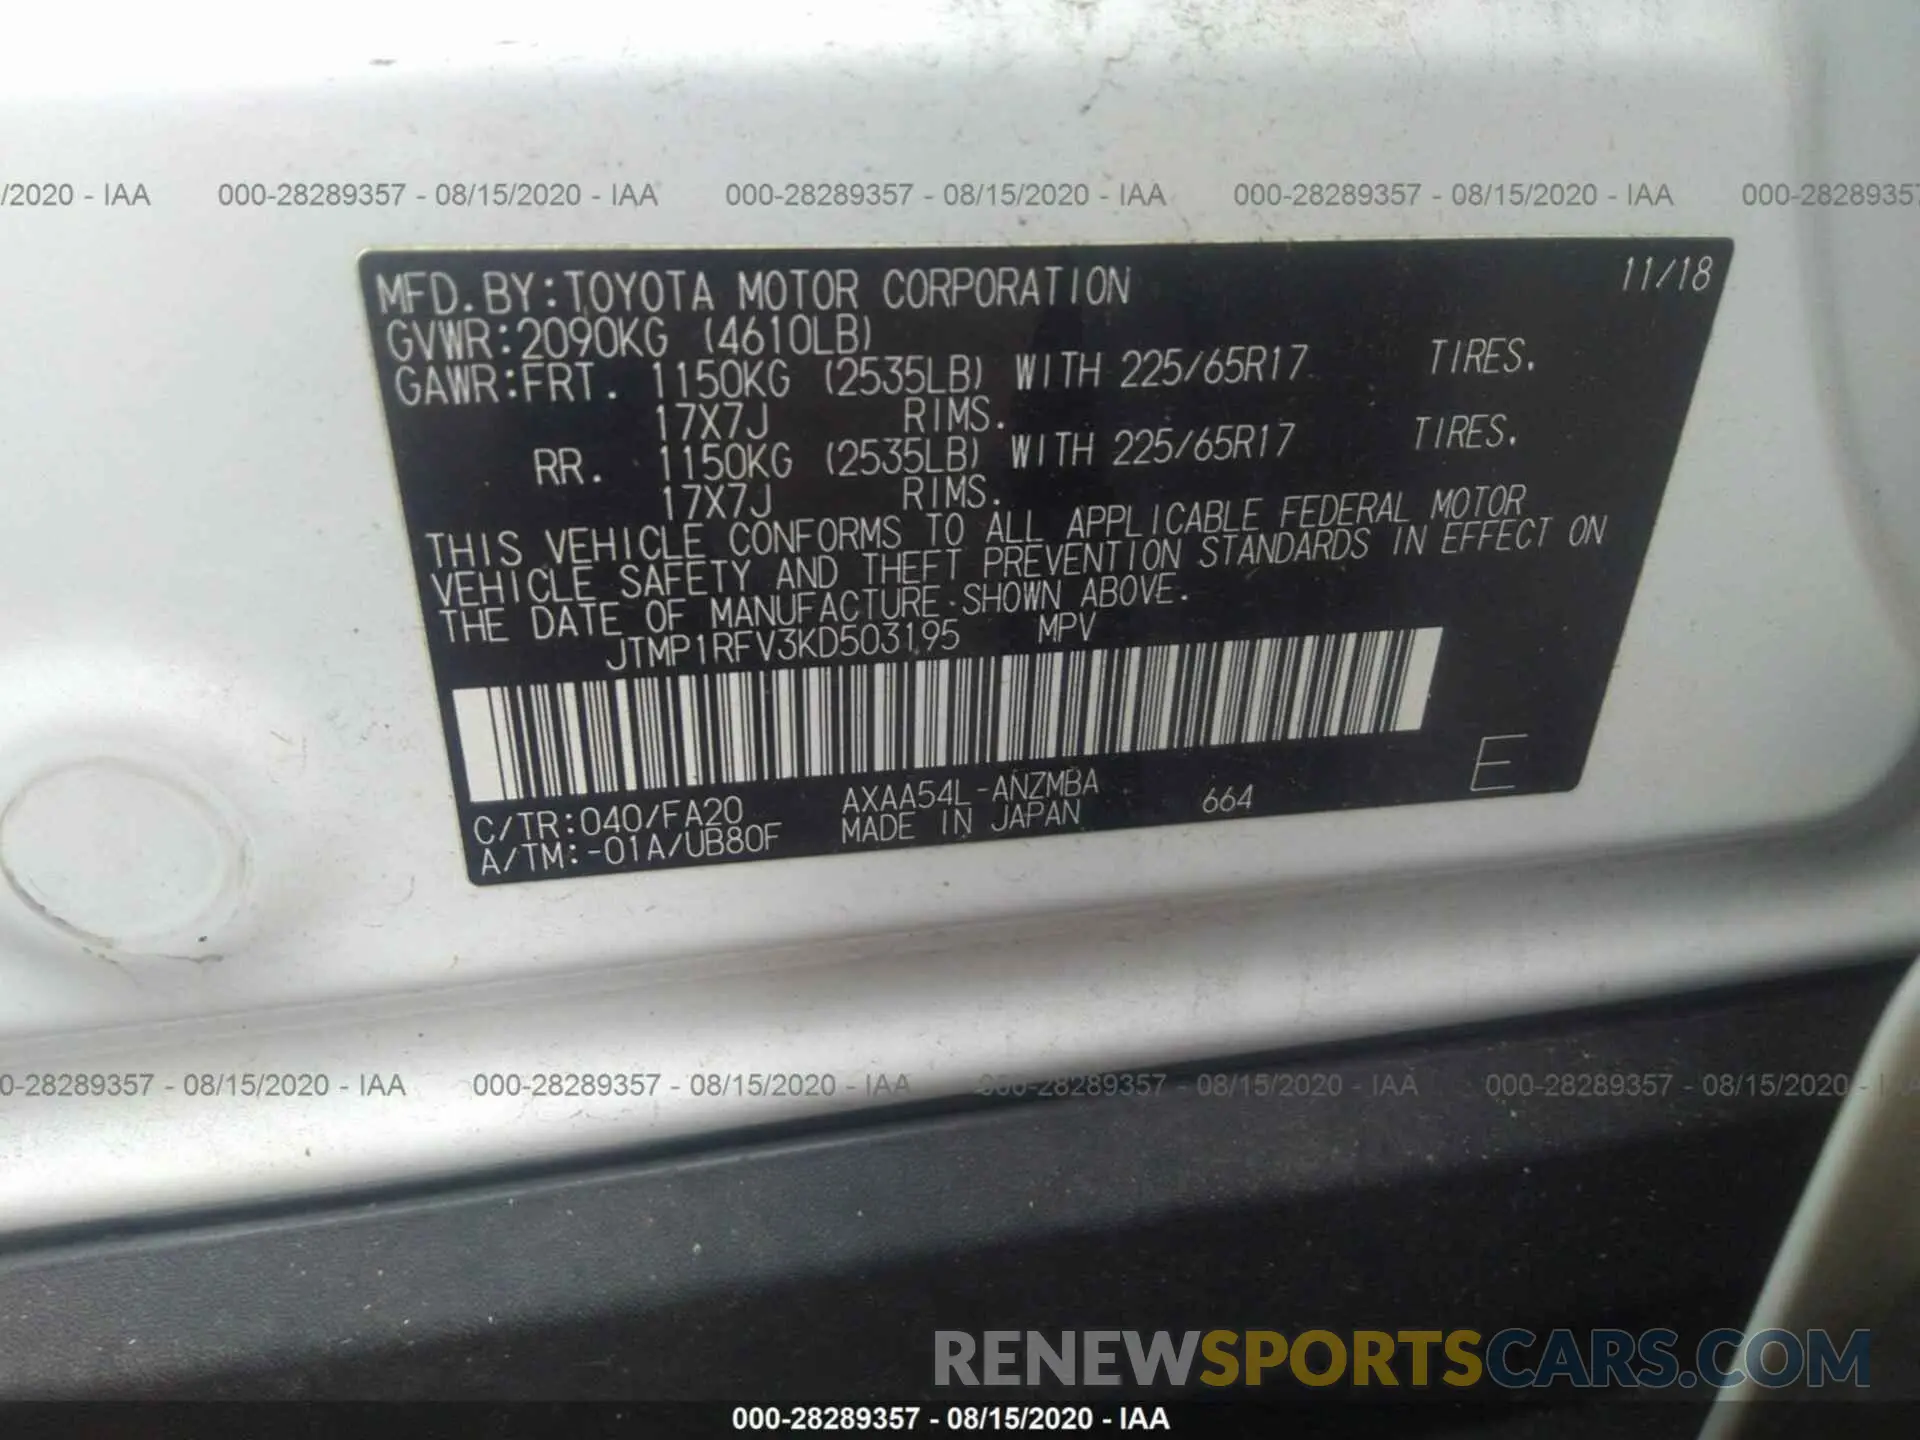 /2020 - IAA 000-28289357 - 08/15/2020 - IAA 000-28289357 - 08/15/2020 - IAA 000-28289357 - 08/15/2020 - IAA 000-2828935
MFD.BY:TOYOTA MOTOR CORPORATION 11/18
GVWR:2090KG (4610LB)
GAWR:FRT. 1150KG (2535LB) WITH 225/65R17 TIRES.
17X7J RIMS.
RR. 1150KG (2535LB) WITH 225/65R17 TIRES.
17X7J RIMS.
THIS VEHICLE CONFORMS TO ALL APPLICABLE FEDERAL MOTOR
VEHICLE SAFETY AND THEFT PREVENTION STANDARDS IN EFFECT ON
THE DATE OF MANUFACTURE SHOWN ABOVE.
JTMP1RFV3KD503195 MPV
C/TR:040/FA20 AXAA54L-ANZMBA 664 E
A/TM:-01A/UB80F MADE IN JAPAN
0-28289357 - 08/15/2020 - IAA 000-28289357 - 08/15/2020 - IAA 000-28289357 - 08/15/2020 - IAA 000-28289357 - 08/15/2020 - IAA
RENEWSPORTSCARS.COM
000-28289357 - 08/15/2020 - IAA